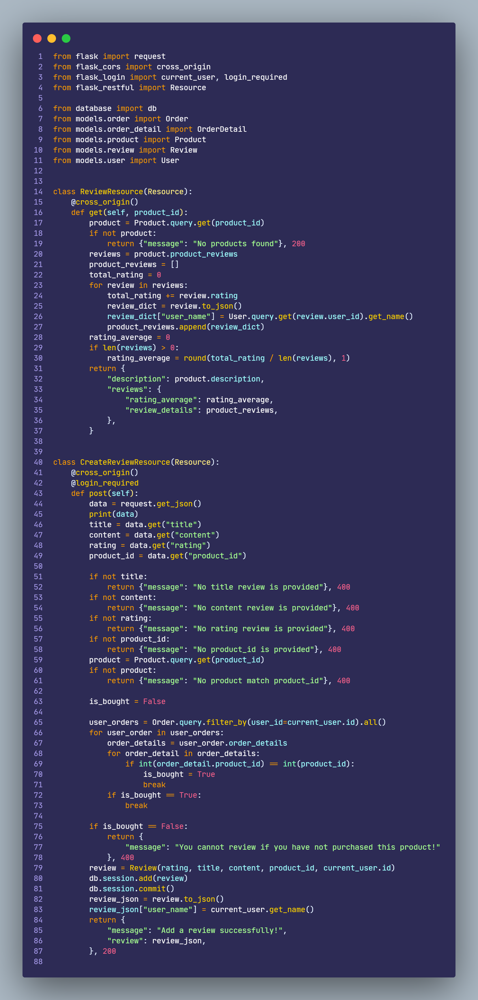 1 from flask import request
2 from flask_cors import cross_origin
3 from flask_login import current_user, login_required
4 from flask_restful import Resource
5
6 from database import db
7 from models.order import Order
8 from models.order_detail import OrderDetail
9 from models.product import Product
10 from models.review import Review
11 from models.user import User
12
13
14 class ReviewResource(Resource):
15     @cross_origin()
16     def get(self, product_id):
17         product = Product.query.get(product_id)
18         if not product:
19             return {"message": "No products found"}, 200
20         reviews = product.product_reviews
21         product_reviews = []
22         total_rating = 0
23         for review in reviews:
24             total_rating += review.rating
25             review_dict = review.to_json()
26             review_dict["user_name"] = User.query.get(review.user_id).get_name()
27             product_reviews.append(review_dict)
28         rating_average = 0
29         if len(reviews) > 0:
30             rating_average = round(total_rating / len(reviews), 1)
31         return {
32             "description": product.description,
33             "reviews": {
34                 "rating_average": rating_average,
35                 "review_details": product_reviews,
36             },
37         }
38
39
40 class CreateReviewResource(Resource):
41     @cross_origin()
42     @login_required
43     def post(self):
44         data = request.get_json()
45         print(data)
46         title = data.get("title")
47         content = data.get("content")
48         rating = data.get("rating")
49         product_id = data.get("product_id")
50
51         if not title:
52             return {"message": "No title review is provided"}, 400
53         if not content:
54             return {"message": "No content review is provided"}, 400
55         if not rating:
56             return {"message": "No rating review is provided"}, 400
57         if not product_id:
58             return {"message": "No product_id is provided"}, 400
59         product = Product.query.get(product_id)
60         if not product:
61             return {"message": "No product match product_id"}, 400
62
63         is_bought = False
64
65         user_orders = Order.query.filter_by(user_id=current_user.id).all()
66         for user_order in user_orders:
67             order_details = user_order.order_details
68             for order_detail in order_details:
69                 if int(order_detail.product_id) == int(product_id):
70                     is_bought = True
71                     break
72             if is_bought == True:
73                 break
74
75         if is_bought == False:
76             return {
77                 "message": "You cannot review if you have not purchased this product!"
78             }, 400
79         review = Review(rating, title, content, product_id, current_user.id)
80         db.session.add(review)
81         db.session.commit()
82         review_json = review.to_json()
83         review_json["user_name"] = current_user.get_name()
84         return {
85             "message": "Add a review successfully!",
86             "review": review_json,
87         }, 200
88